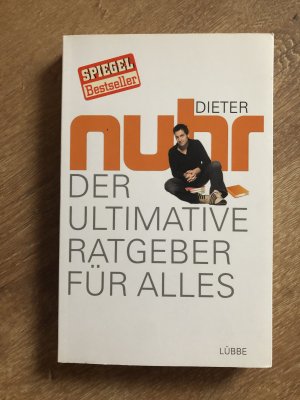 SPIEGEL
Bestseller
DIETER
nuhr
DER
ULTIMATIVE
RATGEBER
FÜR ALLES
LÜBBE